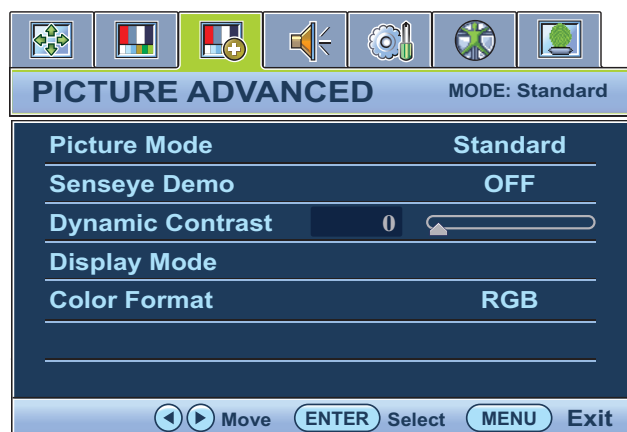 PICTURE ADVANCED MODE: Standard
Picture Mode Standard
Senseye Demo OFF
Dynamic Contrast 0
Display Mode
Color Format RGB
Move ENTER Select MENU Exit